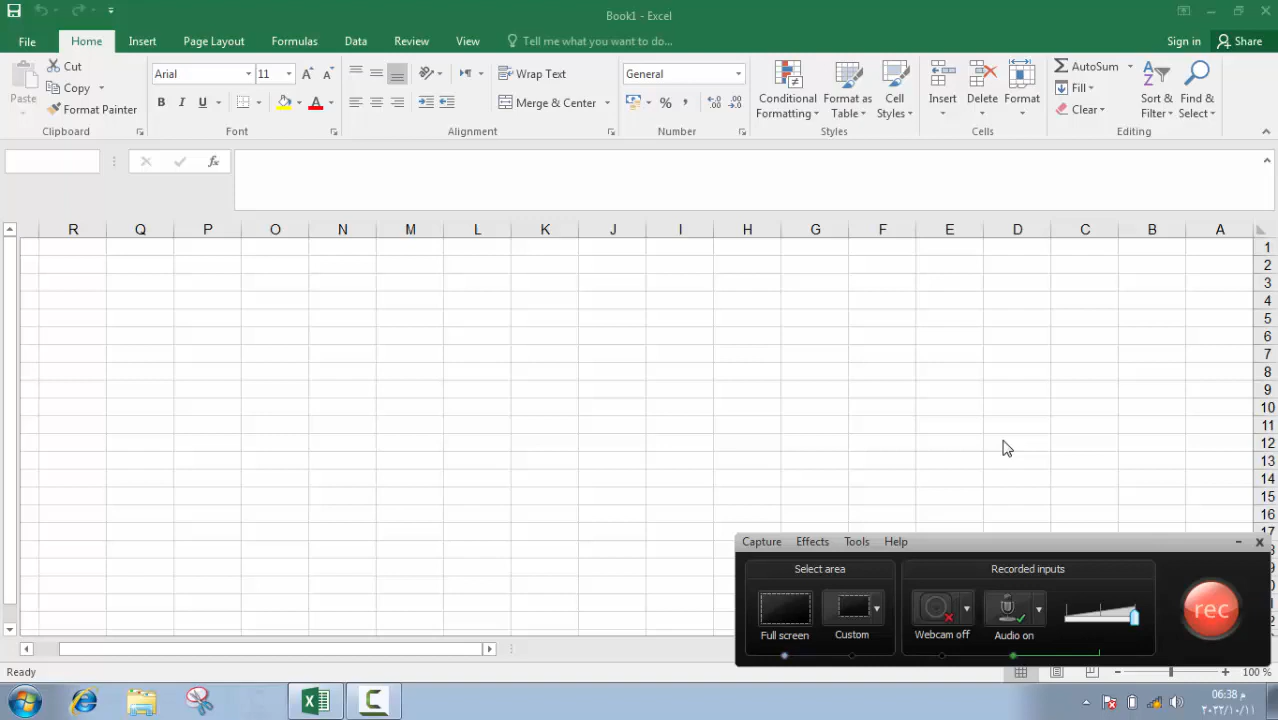 Book1 - Excel
File Home Insert Page Layout Formulas Data Review View Tell me what you want to do... Sign in Share
Paste Cut Copy Format Painter
Arial 11 General
B I U A
Wrap Text
Merge & Center
% ,
Conditional Formatting Format as Table Cell Styles
Insert Delete Format
AutoSum Fill Clear
Sort & Filter Find & Select
Clipboard Font Alignment Number Styles Cells Editing
fx
R Q P O N M L K J I H G F E D C B A
1
2
3
4
5
6
7
8
9
10
11
12
13
14
15
16
17
Capture Effects Tools Help
Select area Recorded inputs
Full screen Custom Webcam off Audio on rec
Ready 100 %
06:38 م
٢٠٢٢/١٠/١١